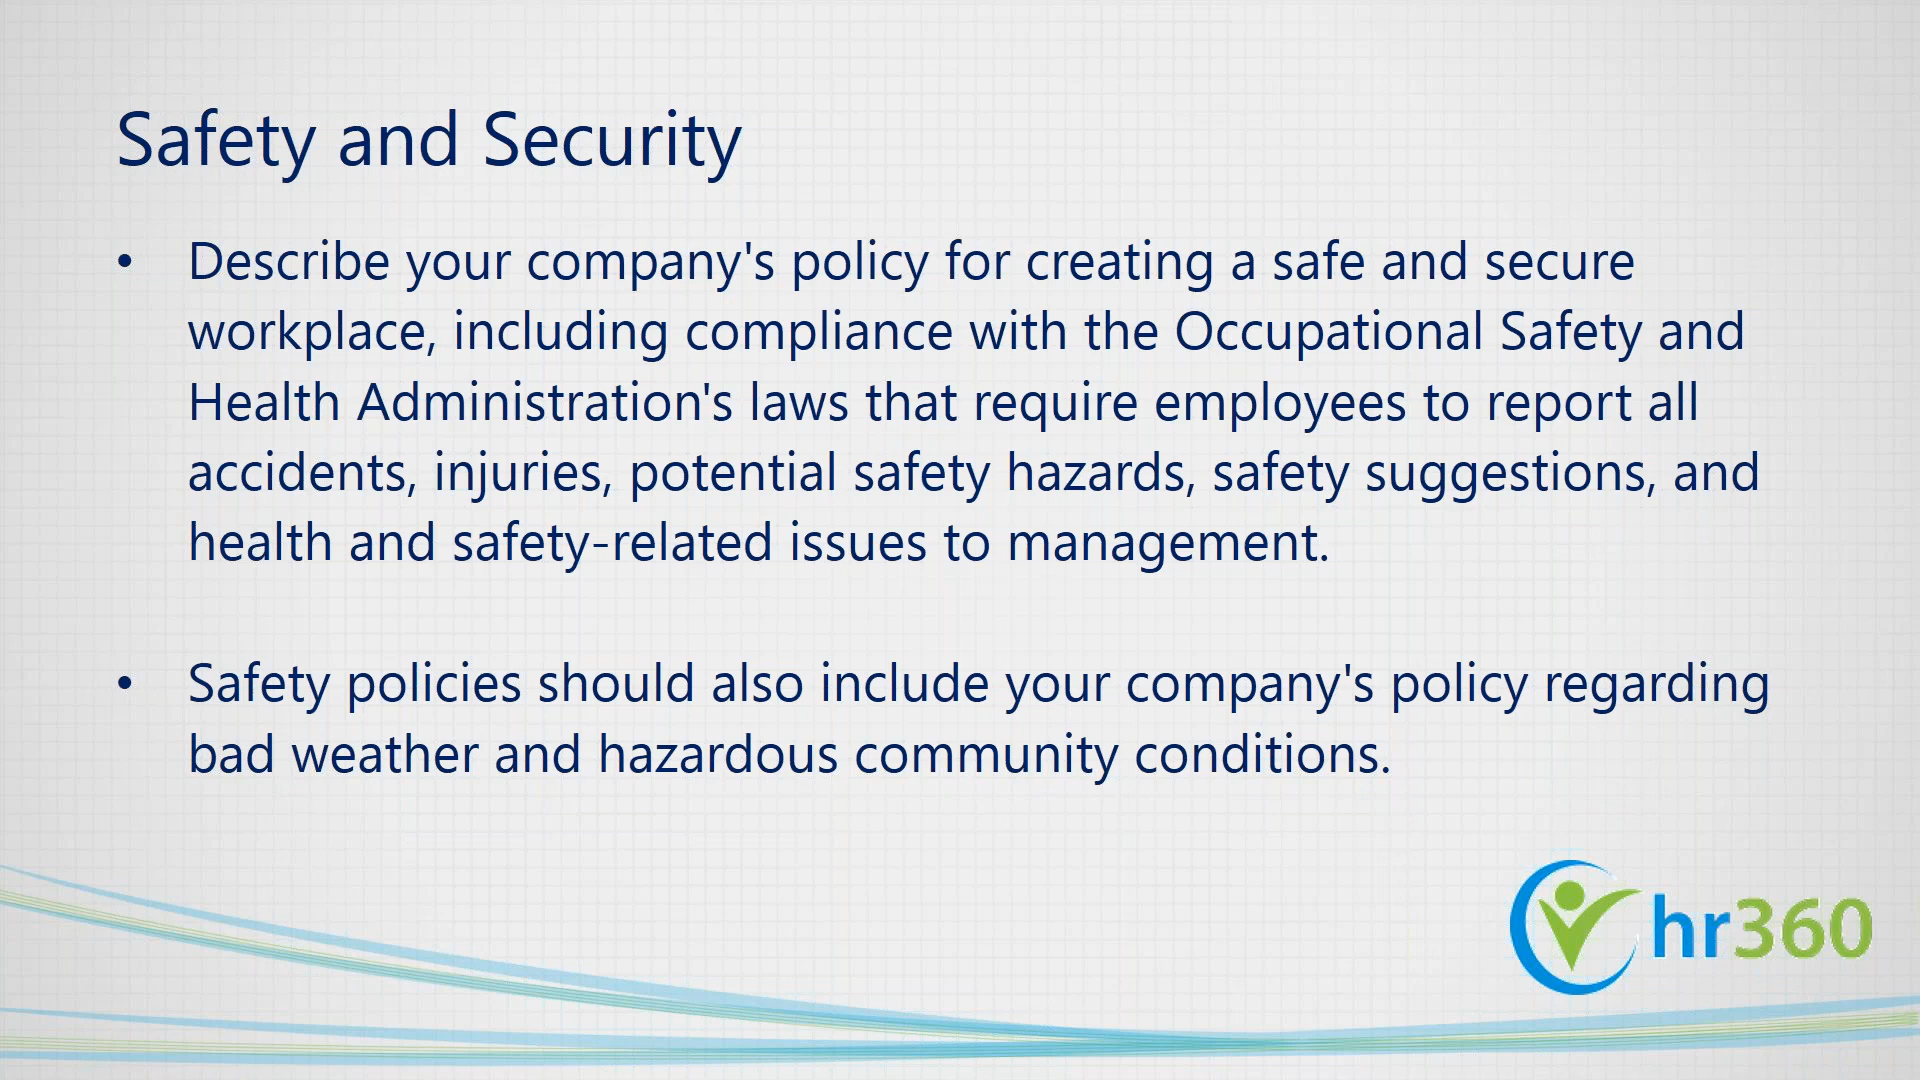 Safety and Security
• Describe your company's policy for creating a safe and secure
workplace, including compliance with the Occupational Safety and
Health Administration's laws that require employees to report all
accidents, injuries, potential safety hazards, safety suggestions, and
health and safety-related issues to management.
• Safety policies should also include your company's policy regarding
bad weather and hazardous community conditions.
hr360